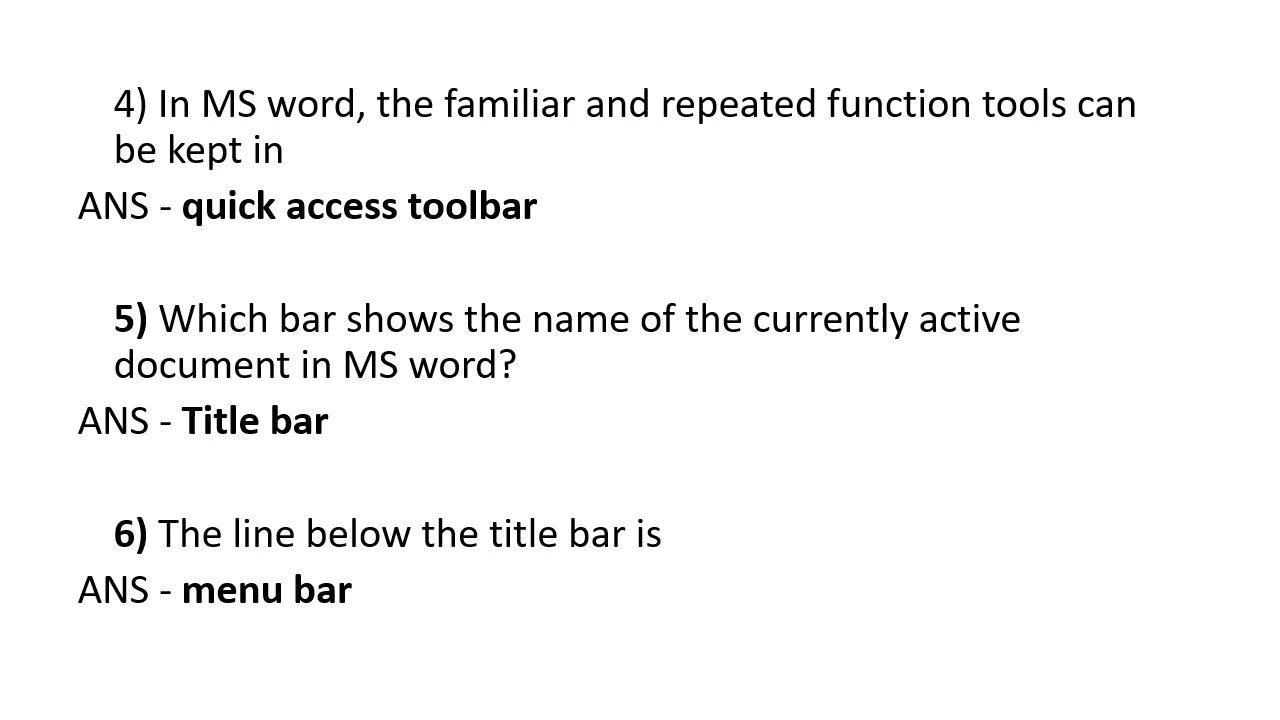 4) In MS word, the familiar and repeated function tools can
be kept in
ANS - quick access toolbar
5) Which bar shows the name of the currently active
document in MS word?
ANS - Title bar
6) The line below the title bar is
ANS - menu bar